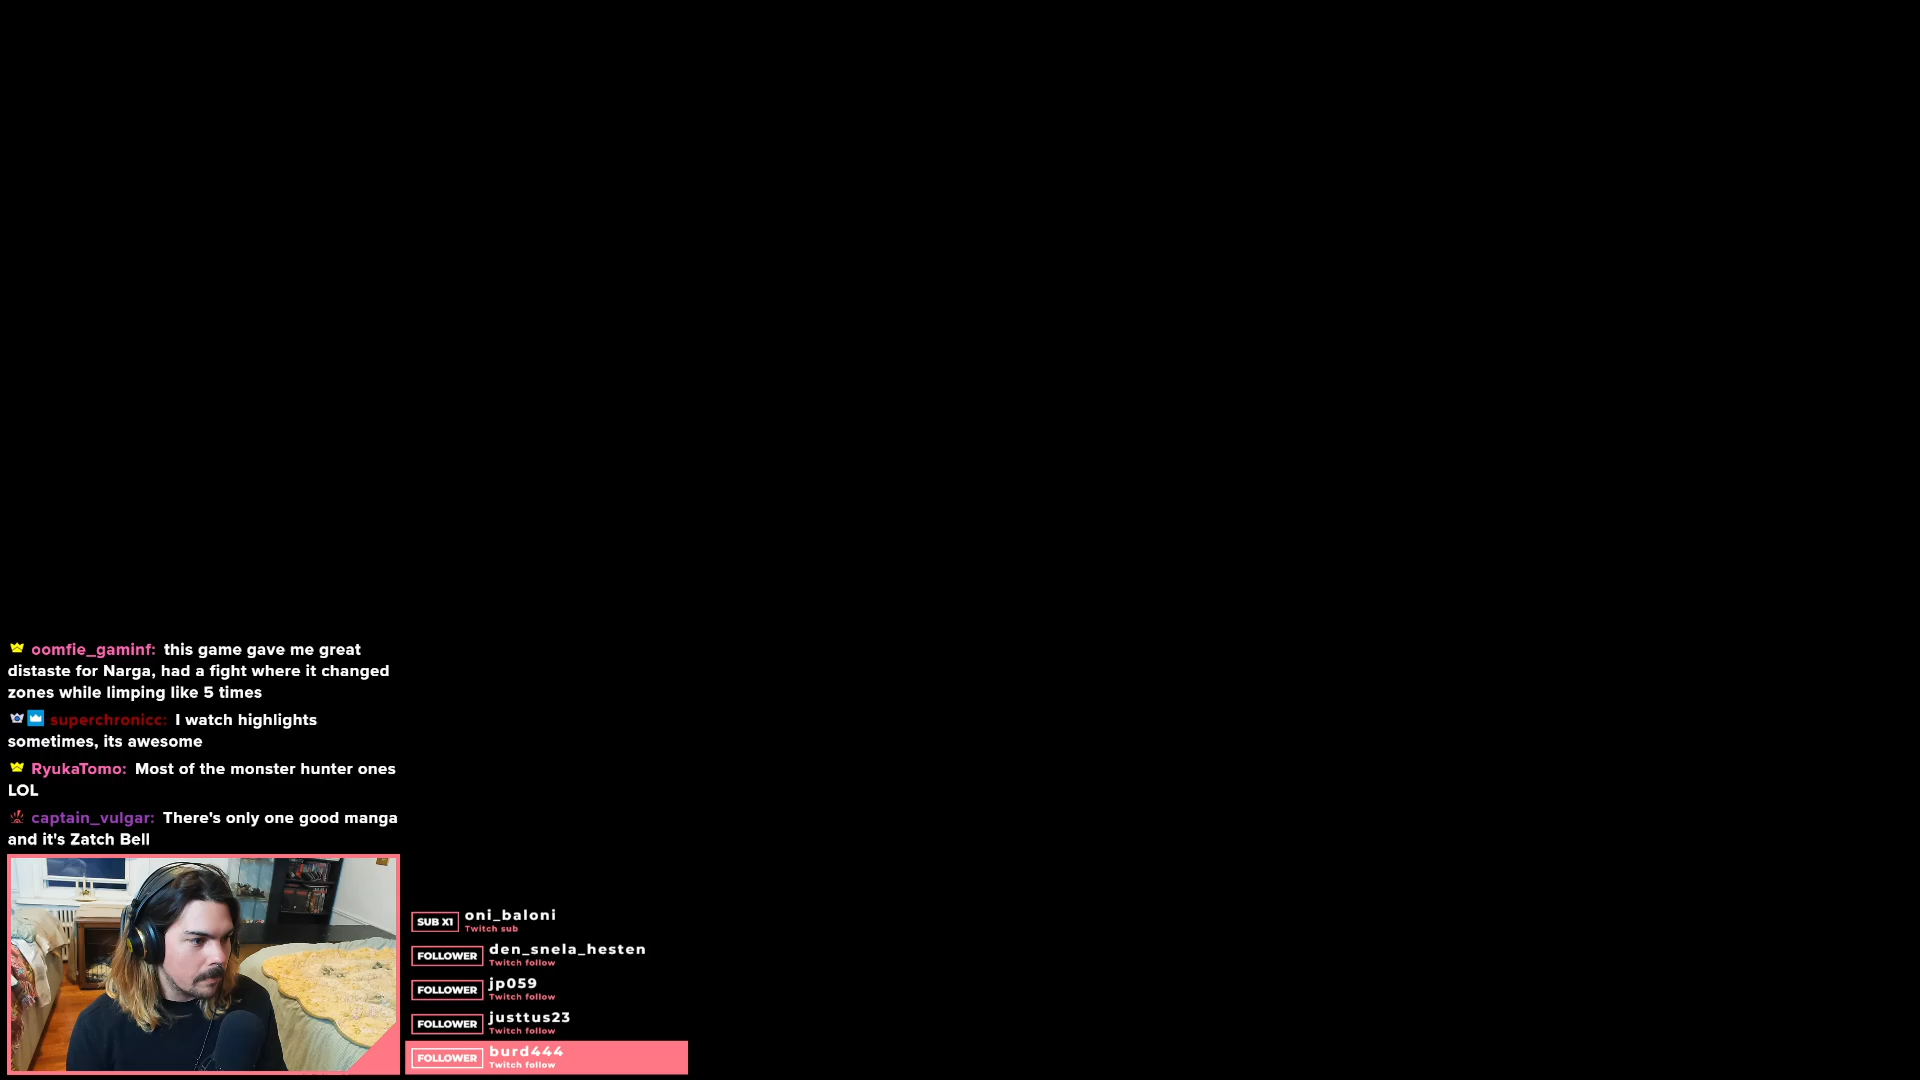 oomfie_gaminf: this game gave me great
distaste for Narga, had a fight where it changed
zones while limping like 5 times
superchronicc: I watch highlights
sometimes, its awesome
RyukaTomo: Most of the monster hunter ones
LOL
captain_vulgar: There's only one good manga
and it's Zatch Bell
SUB X1 oni_baloni
Twitch sub
FOLLOWER den_snela_hesten
Twitch follow
FOLLOWER jp059
Twitch follow
FOLLOWER justtus23
Twitch follow
FOLLOWER burd444
Twitch follow